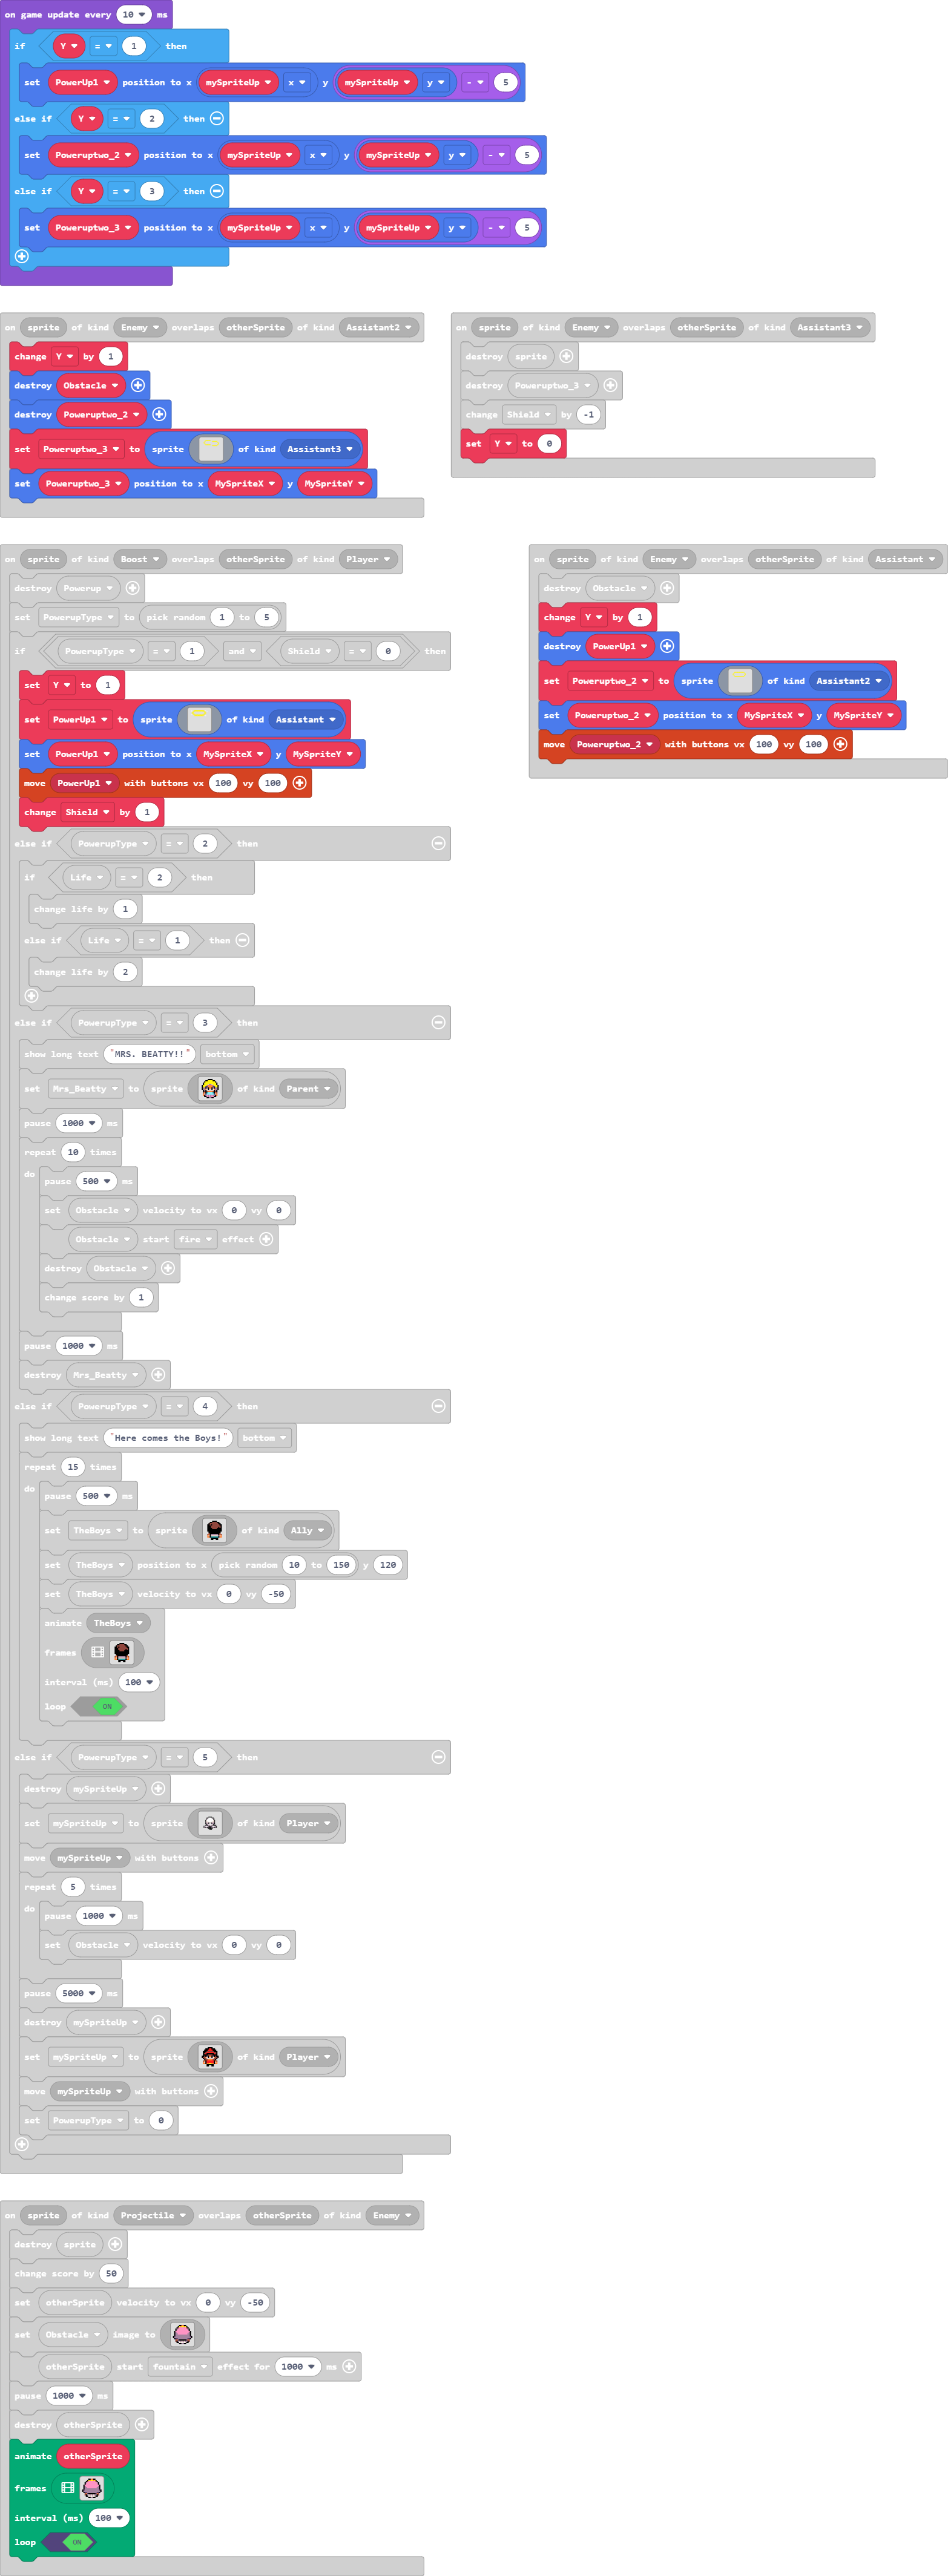 on game update every 10 ms
if Y = 1 then
set PowerUp1 position to x mySpriteUp x y mySpriteUp y - 5
else if Y = 2 then
set Poweruptwo_2 position to x mySpriteUp x y mySpriteUp y - 5
else if Y = 3 then
set Poweruptwo_3 position to x mySpriteUp x y mySpriteUp y - 5
on sprite of kind Enemy overlaps otherSprite of kind Assistant2
change Y by 1
destroy Obstacle
destroy Poweruptwo_2
set Poweruptwo_3 to sprite of kind Assistant3
set Poweruptwo_3 position to x MySpriteX y MySpriteY
on sprite of kind Enemy overlaps otherSprite of kind Assistant3
destroy sprite
destroy Poweruptwo_3
change Shield by -1
set Y to 0
on sprite of kind Boost overlaps otherSprite of kind Player
destroy Powerup
set PowerupType to pick random 1 to 5
if PowerupType = 1 and Shield = 0 then
set Y to 1
set PowerUp1 to sprite of kind Assistant
set PowerUp1 position to x MySpriteX y MySpriteY
move PowerUp1 with buttons vx 100 vy 100
change Shield by 1
else if PowerupType = 2 then
if Life = 2 then
change life by 1
else if Life = 1 then
change life by 2
else if PowerupType = 3 then
show long text "MRS. BEATTY!!" bottom
set Mrs_Beatty to sprite of kind Parent
pause 1000 ms
repeat 10 times
do pause 500 ms
set Obstacle velocity to vx 0 vy 0
Obstacle start fire effect
destroy Obstacle
change score by 1
pause 1000 ms
destroy Mrs_Beatty
else if PowerupType = 4 then
show long text "Here comes the Boys!" bottom
repeat 15 times
do pause 500 ms
set TheBoys to sprite of kind Ally
set TheBoys position to x pick random 10 to 150 y 120
set TheBoys velocity to vx 0 vy -50
animate TheBoys
frames
interval (ms) 100
loop ON
else if PowerupType = 5 then
destroy mySpriteUp
set mySpriteUp to sprite of kind Player
move mySpriteUp with buttons
repeat 5 times
do pause 1000 ms
set Obstacle velocity to vx 0 vy 0
pause 5000 ms
destroy mySpriteUp
set mySpriteUp to sprite of kind Player
move mySpriteUp with buttons
set PowerupType to 0
on sprite of kind Enemy overlaps otherSprite of kind Assistant
destroy Obstacle
change Y by 1
destroy PowerUp1
set Poweruptwo_2 to sprite of kind Assistant2
set Poweruptwo_2 position to x MySpriteX y MySpriteY
move Poweruptwo_2 with buttons vx 100 vy 100
on sprite of kind Projectile overlaps otherSprite of kind Enemy
destroy sprite
change score by 50
set otherSprite velocity to vx 0 vy -50
set Obstacle image to
otherSprite start fountain effect for 1000 ms
pause 1000 ms
destroy otherSprite
animate otherSprite
frames
interval (ms) 100
loop ON